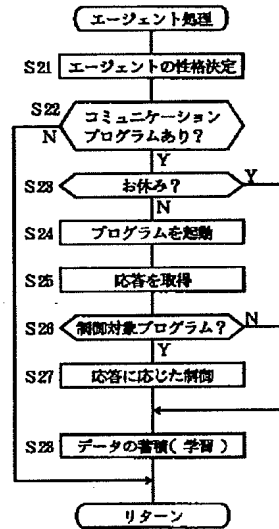 エージェント処理
S21 エージェントの性格決定
S22 コミュニケーション
プログラムあり?
N
Y
S23 お休み? Y
N
S24 プログラムを起動
S25 応答を取得
S26 制御対象プログラム? N
Y
S27 応答に応じた制御
S28 データの蓄積(学習)
リターン